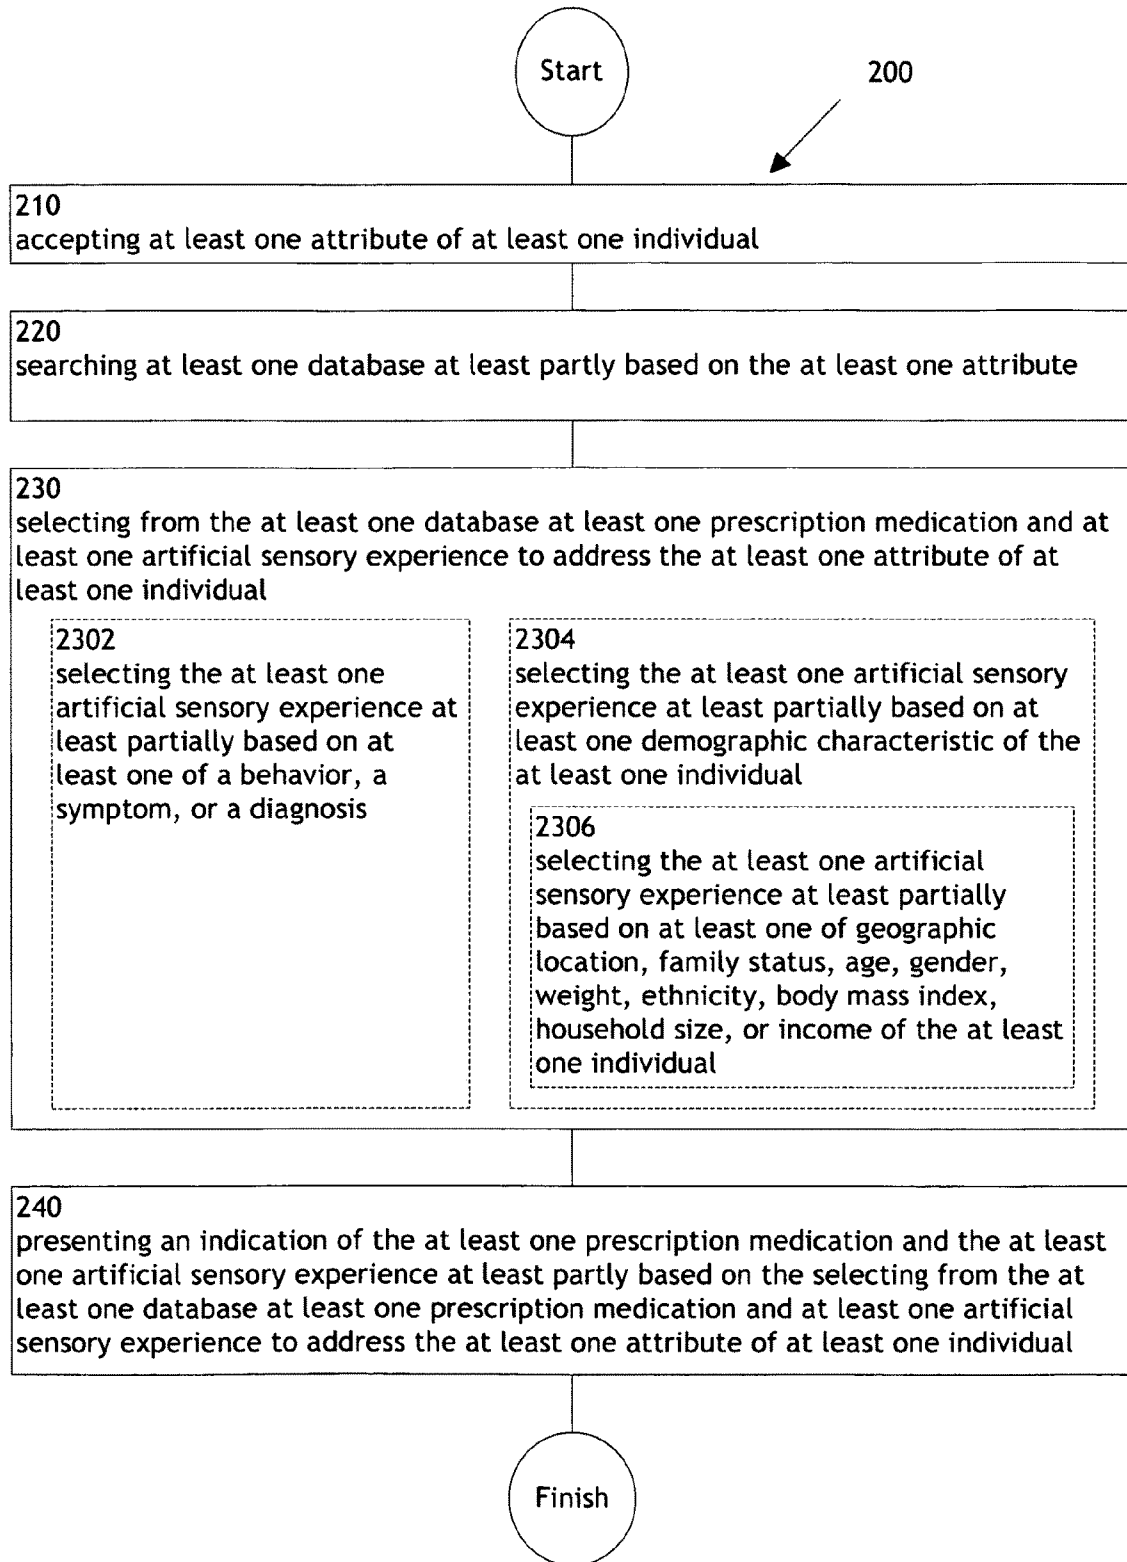 Start
200
210
accepting at least one attribute of at least one individual
220
searching at least one database at least partly based on the at least one attribute
230
selecting from the at least one database at least one prescription medication and at
least one artificial sensory experience to address the at least one attribute of at
least one individual
2302
selecting the at least one
artificial sensory experience at
least partially based on at
least one of a behavior, a
symptom, or a diagnosis
2304
selecting the at least one artificial sensory
experience at least partially based on at
least one demographic characteristic of the
at least one individual
2306
selecting the at least one artificial
sensory experience at least partially
based on at least one of geographic
location, family status, age, gender,
weight, ethnicity, body mass index,
household size, or income of the at least
one individual
240
presenting an indication of the at least one prescription medication and the at least
one artificial sensory experience at least partly based on the selecting from the at
least one database at least one prescription medication and at least one artificial
sensory experience to address the at least one attribute of at least one individual
Finish